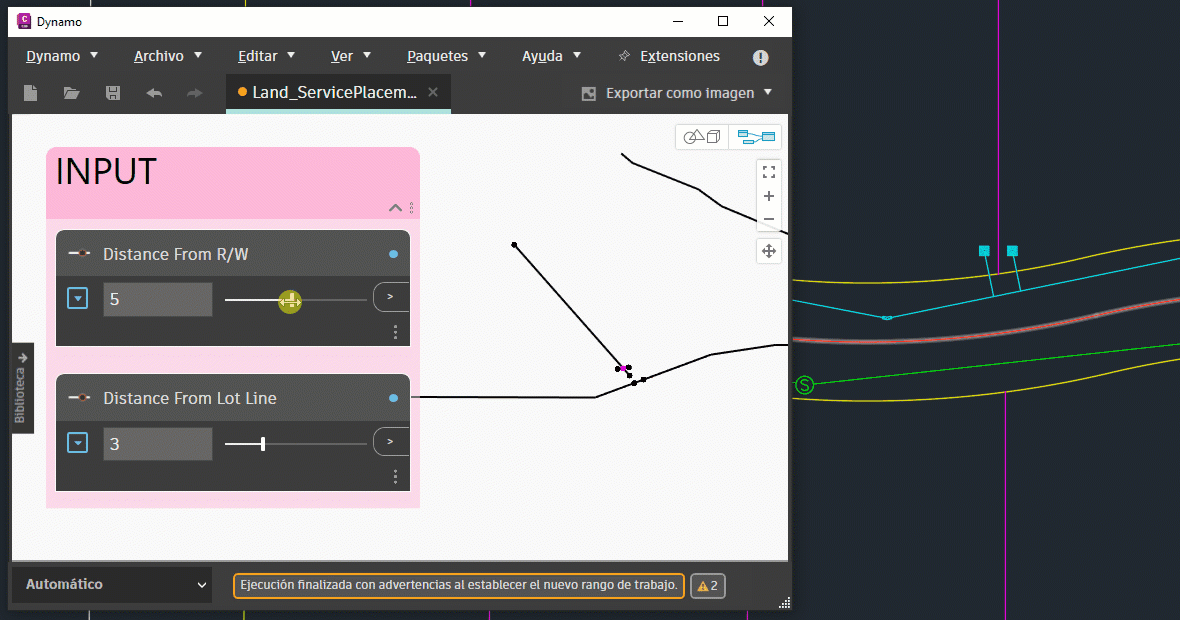 Dynamo
Dynamo Archivo Editar Ver Paquetes Ayuda Extensiones
Land_ServicePlacem... Exportar como imagen
INPUT
Distance From R/W
5 >
Distance From Lot Line
3 >
Biblioteca
S
Automático
Ejecución finalizada con advertencias al establecer el nuevo rango de trabajo.
2